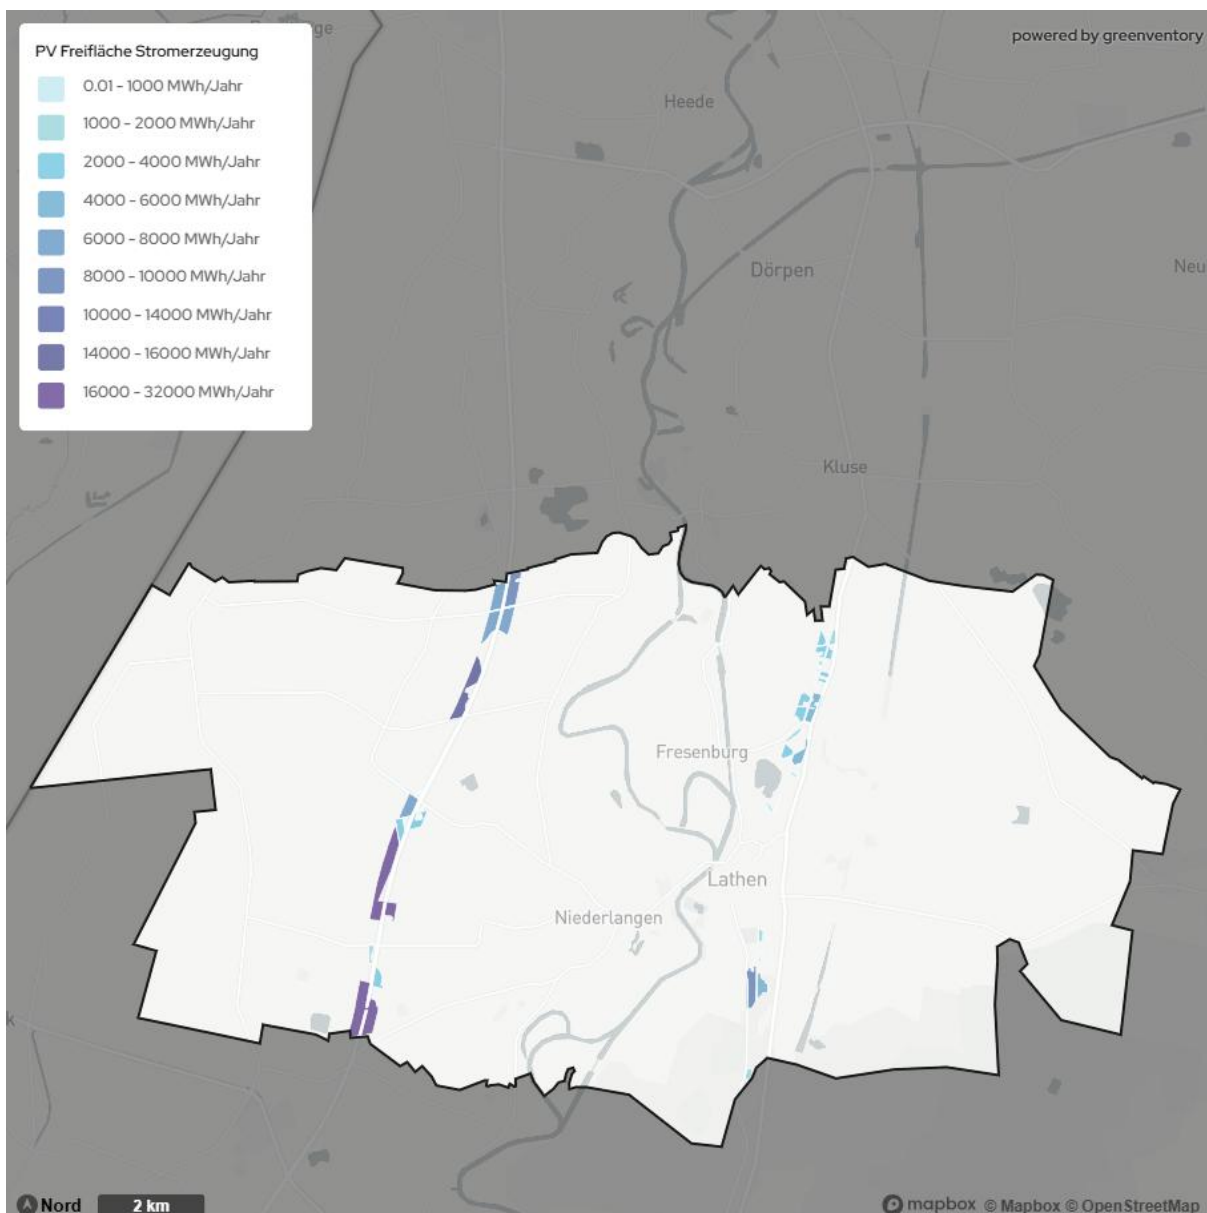 powered by greenventory
PV Freifläche Stromerzeugung
0.01 - 1000 MWh/Jahr
1000 - 2000 MWh/Jahr
2000 - 4000 MWh/Jahr
4000 - 6000 MWh/Jahr
6000 - 8000 MWh/Jahr
8000 - 10000 MWh/Jahr
10000 - 14000 MWh/Jahr
14000 - 16000 MWh/Jahr
16000 - 32000 MWh/Jahr
Heede
Dörpen
Neu
Kluse
Fresenburg
Lathen
Niederlangen
k
Nord
2 km
mapbox © Mapbox © OpenStreetMap